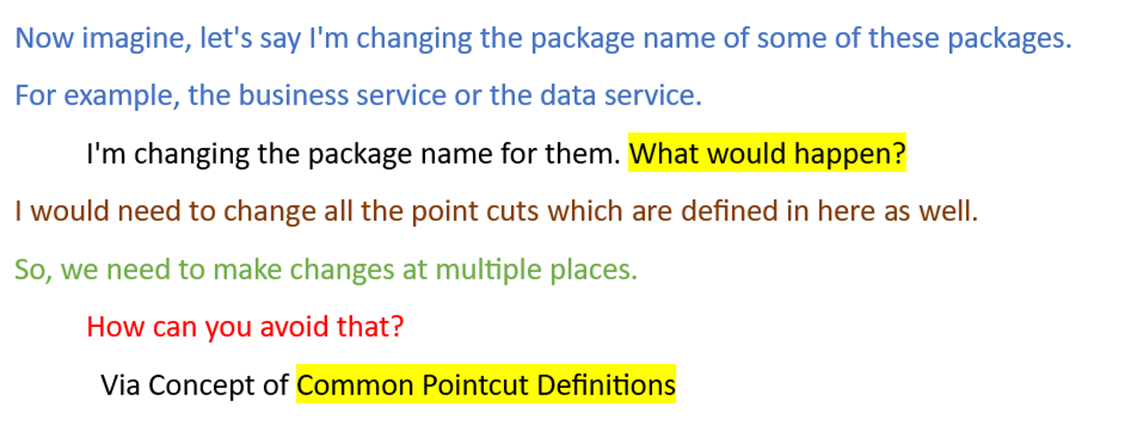 Now imagine, let's say I'm changing the package name of some of these packages.
For example, the business service or the data service.
I'm changing the package name for them. What would happen?
I would need to change all the point cuts which are defined in here as well.
So, we need to make changes at multiple places.
How can you avoid that?
Via Concept of Common Pointcut Definitions